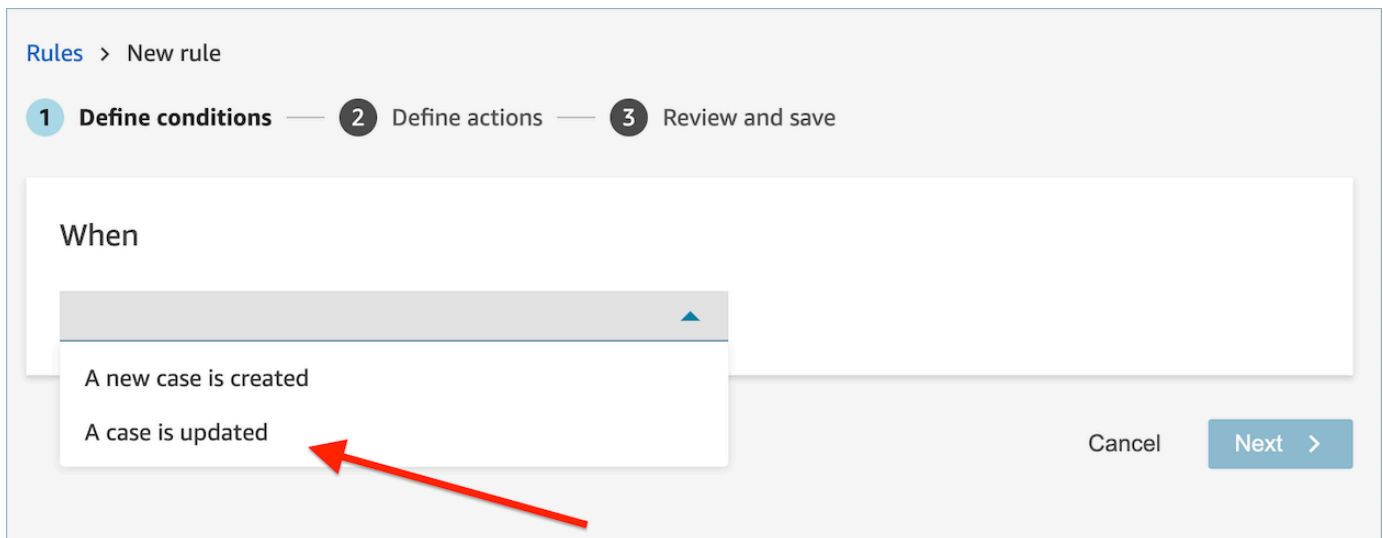 Rules > New rule
1 Define conditions 2 Define actions 3 Review and save
When
A new case is created
A case is updated
Cancel Next >